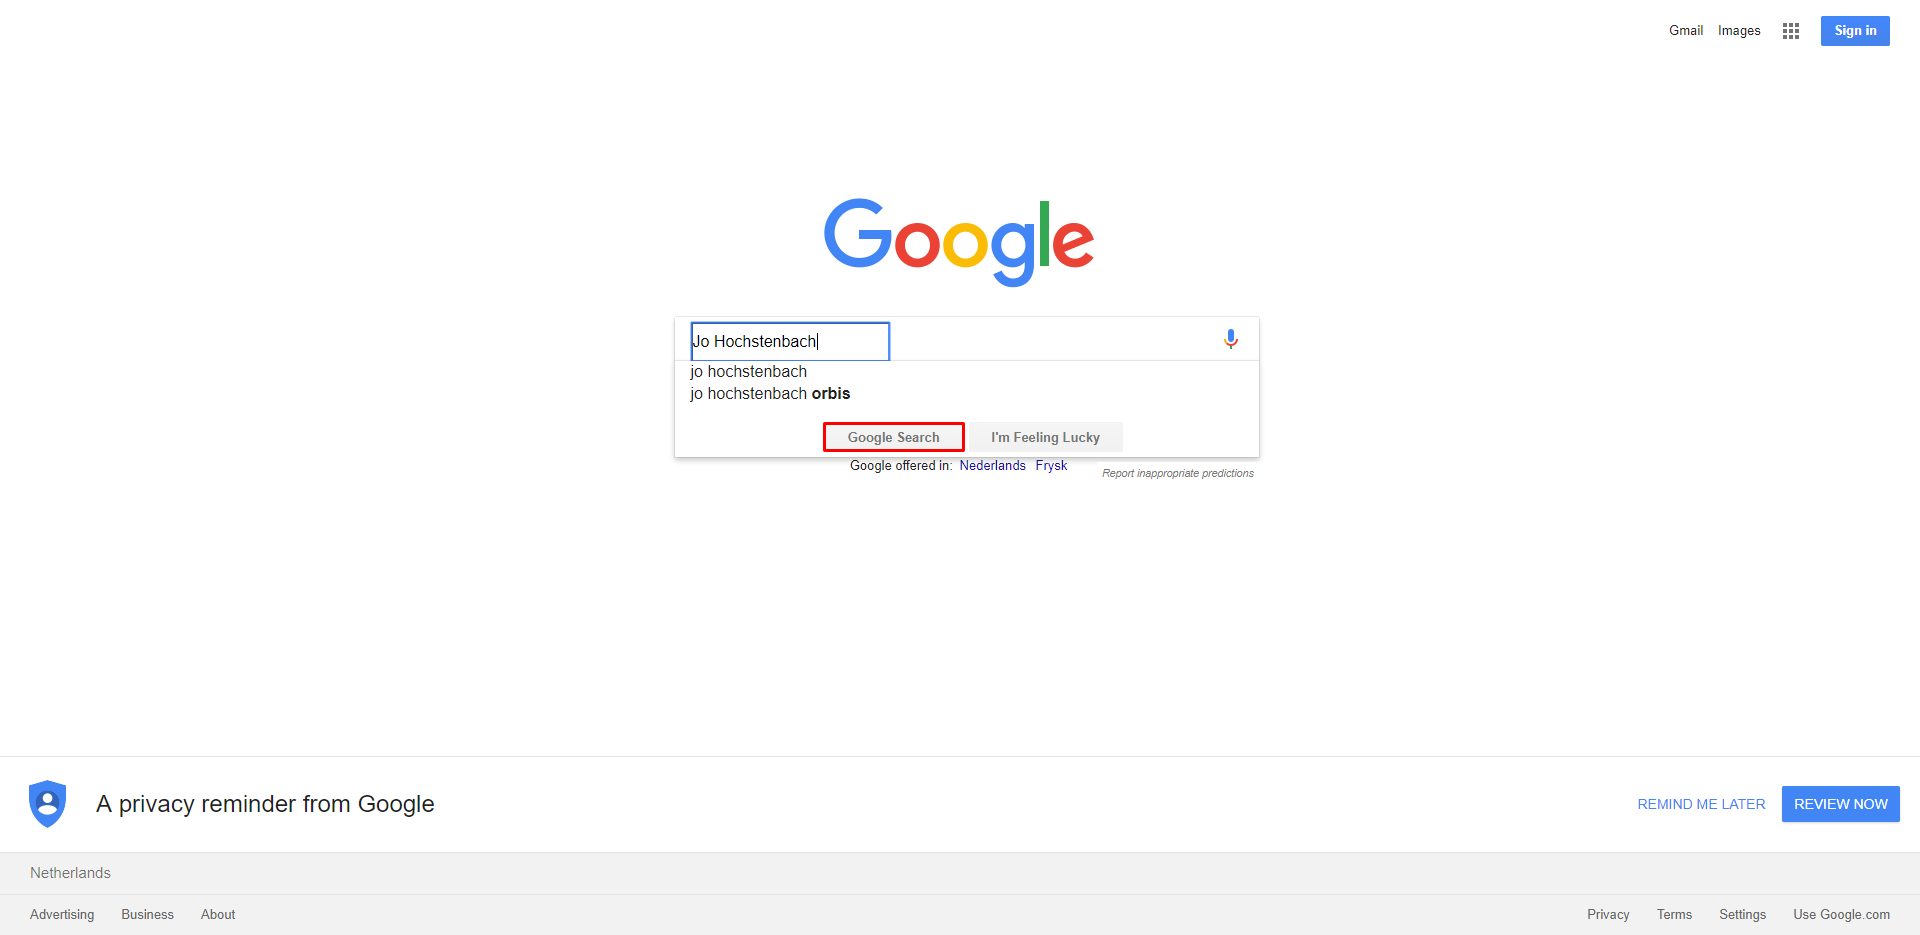 Gmail Images Sign in
Google
Jo Hochstenbach
jo hochstenbach
jo hochstenbach orbis
Google Search I'm Feeling Lucky
Google offered in: Nederlands Frysk
Report inappropriate predictions
A privacy reminder from Google
REMIND ME LATER REVIEW NOW
Netherlands
Advertising Business About Privacy Terms Settings Use Google.com